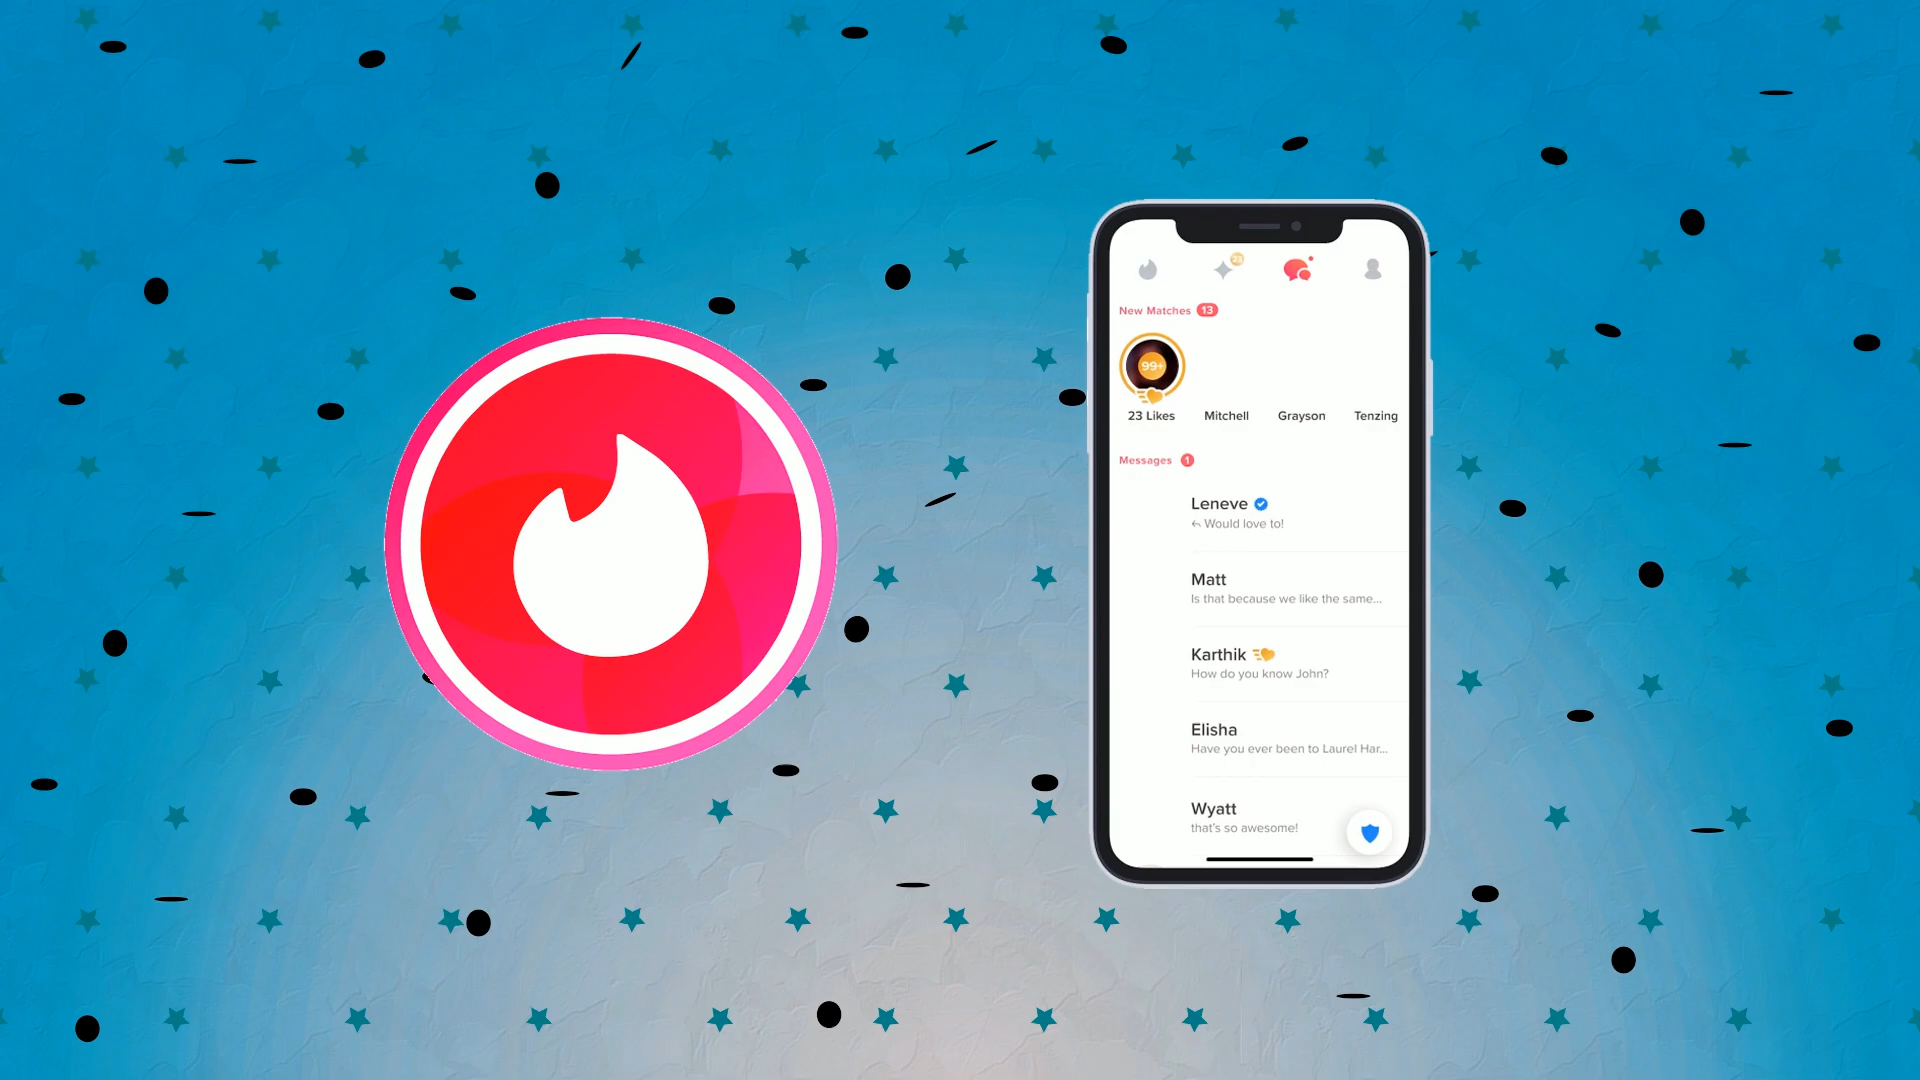 23
New Matches 13
99+
23 Likes Mitchell Grayson Tenzing
Messages 1
Leneve
Would love to!
Matt
Is that because we like the same...
Karthik
How do you know John?
Elisha
Have you ever been to Laurel Har...
Wyatt
that's so awesome!